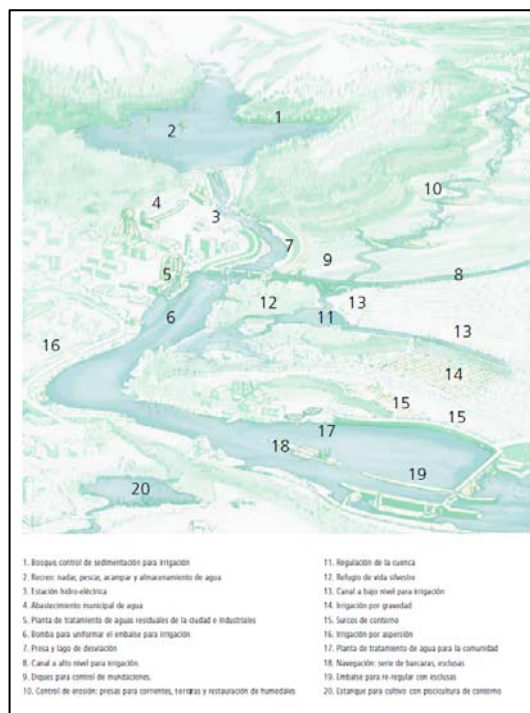 1
2
10
4
3
7
9
8
5
12
13
6
11
13
16
14
15
15
17
18
19
20
1. Bosque, control de sedimentación para irrigación
2. Recreo: nadar, pescar, acampar y almacenamiento de agua
3. Estación hidro-eléctrica
4. Abastecimiento municipal de agua
5. Planta de tratamiento de aguas residuales de la ciudad e industriales
6. Bomba para uniformar el embalse para irrigación
7. Presa y lago de desviación
8. Canal a alto nivel para irrigación.
9. Diques para control de inundaciones.
10. Control de erosión: presas para corrientes, terrazas y restauración de humedales
11. Regulación de la cuenca
12. Refugio de vida silvestre
13. Canal a bajo nivel para irrigación
14. Irrigación por gravedad
15. Surcos de contorno
16. Irrigación por aspersión
17. Planta de tratamiento de agua para la comunidad
18. Navegación: serie de barcazas, esclusas
19. Embalse para re-regular con esclusas
20. Estanque para cultivo con piscicultura de contorno